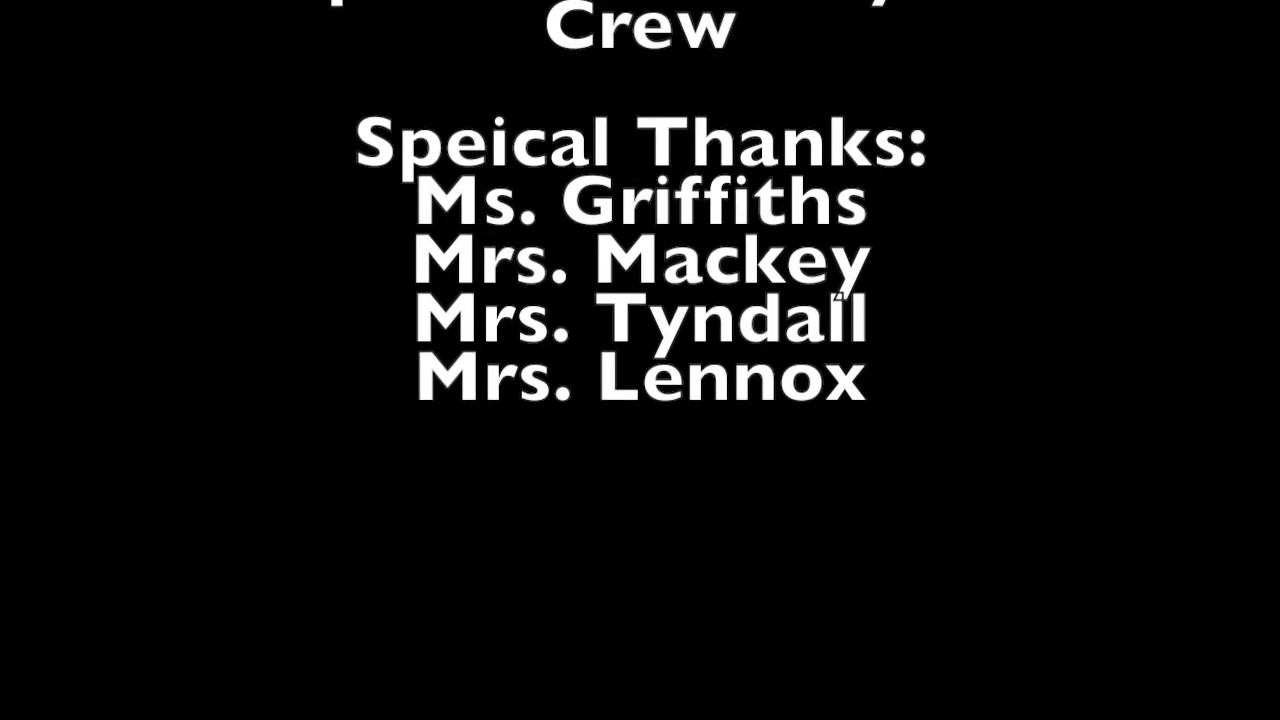 Crew
Speical Thanks:
Ms. Griffiths
Mrs. Mackey
Mrs. Tyndall
Mrs. Lennox